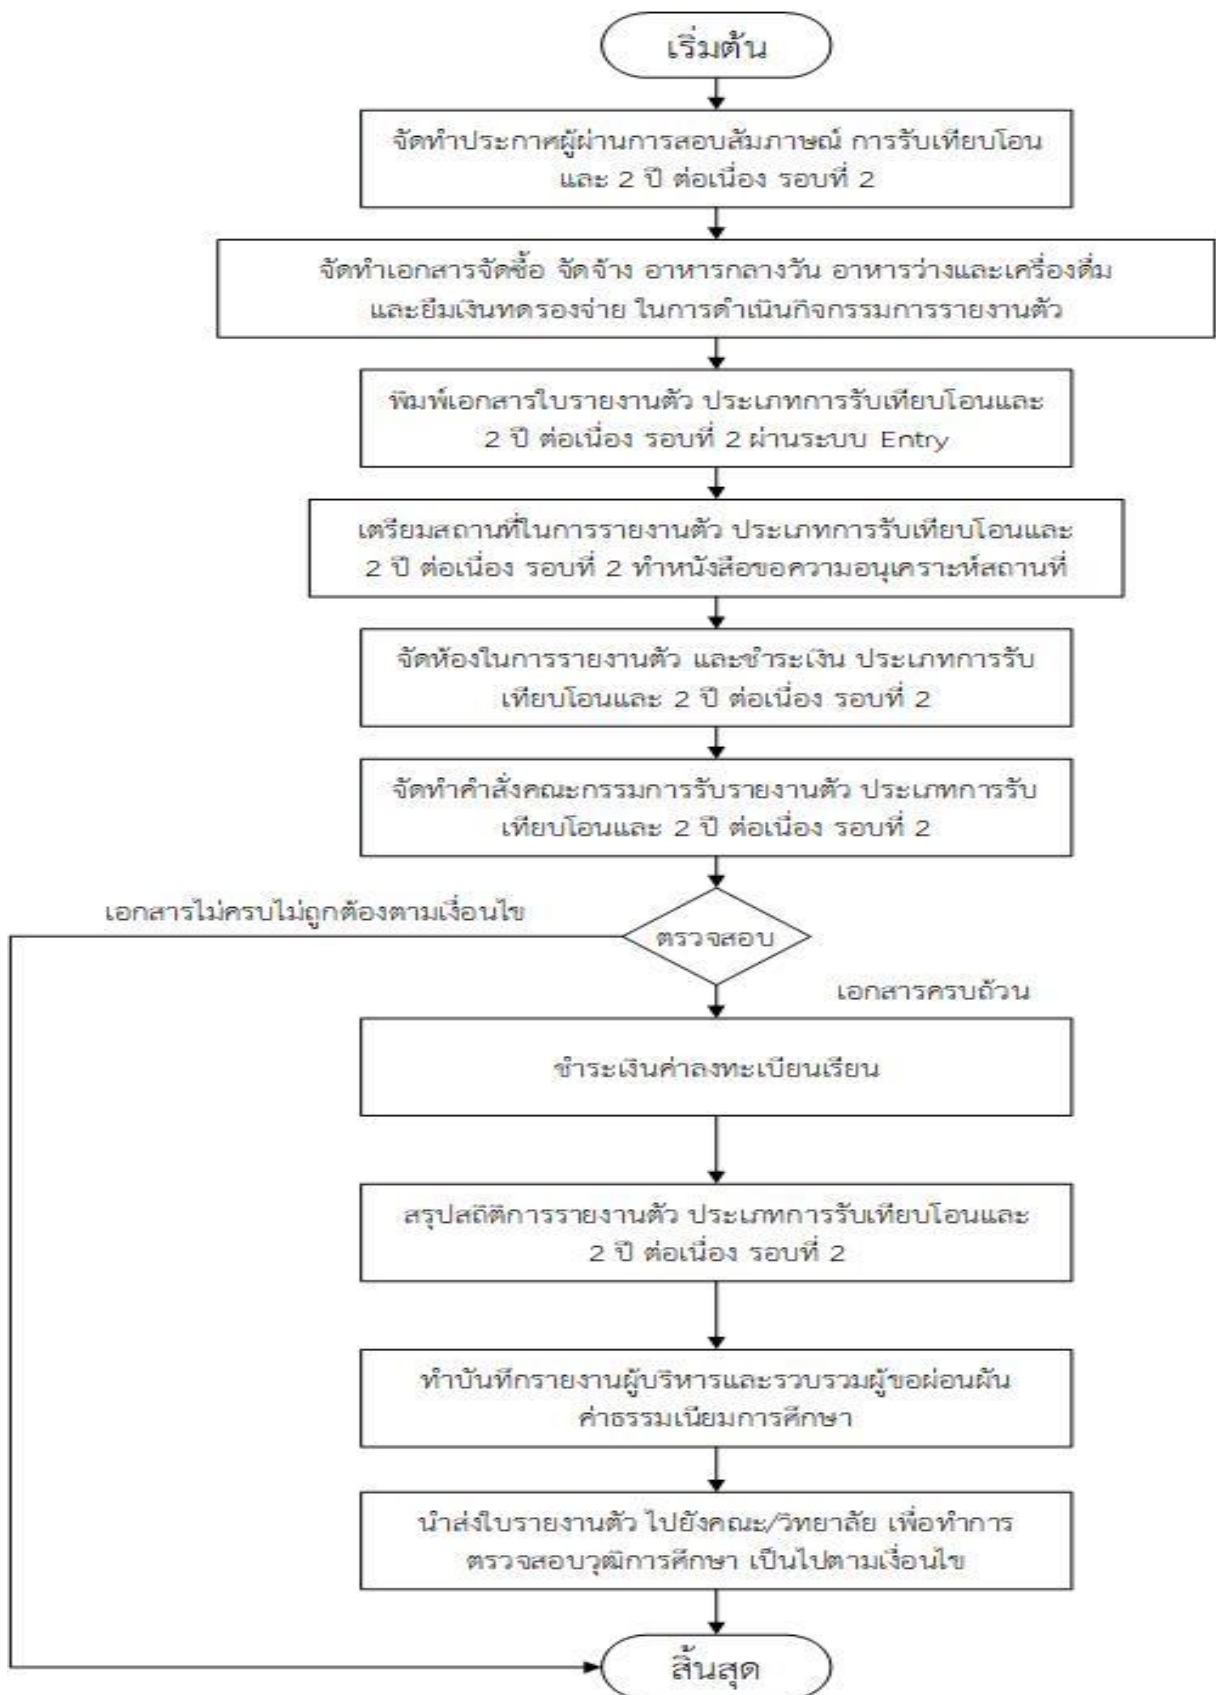 เริ่มต้น
จัดทำประกาศผู้ผ่านการสอบสัมภาษณ์ การรับเทียบโอน
และ 2 ปี ต่อเนื่อง รอบที่ 2
จัดทำเอกสารจัดซื้อ จัดจ้าง อาหารกลางวัน อาหารว่างและเครื่องดื่ม
และยืมเงินทดรองจ่าย ในการดำเนินกิจกรรมการรายงานตัว
พิมพ์เอกสารใบรายงานตัว ประเภทการรับเทียบโอนและ
2 ปี ต่อเนื่อง รอบที่ 2 ผ่านระบบ Entry
เตรียมสถานที่ในการรายงานตัว ประเภทการรับเทียบโอนและ
2 ปี ต่อเนื่อง รอบที่ 2 ทำหนังสือขอความอนุเคราะห์สถานที่
จัดห้องในการรายงานตัว และชำระเงิน ประเภทการรับ
เทียบโอนและ 2 ปี ต่อเนื่อง รอบที่ 2
จัดทำคำสั่งคณะกรรมการรับรายงานตัว ประเภทการรับ
เทียบโอนและ 2 ปี ต่อเนื่อง รอบที่ 2
เอกสารไม่ครบไม่ถูกต้องตามเงื่อนไข
ตรวจสอบ
เอกสารครบถ้วน
ชำระเงินค่าลงทะเบียนเรียน
สรุปสถิติการรายงานตัว ประเภทการรับเทียบโอนและ
2 ปี ต่อเนื่อง รอบที่ 2
ทำบันทึกรายงานผู้บริหารและรวบรวมผู้ขอผ่อนผัน
ค่าธรรมเนียมการศึกษา
นำส่งใบรายงานตัว ไปยังคณะ/วิทยาลัย เพื่อทำการ
ตรวจสอบวุฒิการศึกษา เป็นไปตามเงื่อนไข
สิ้นสุด